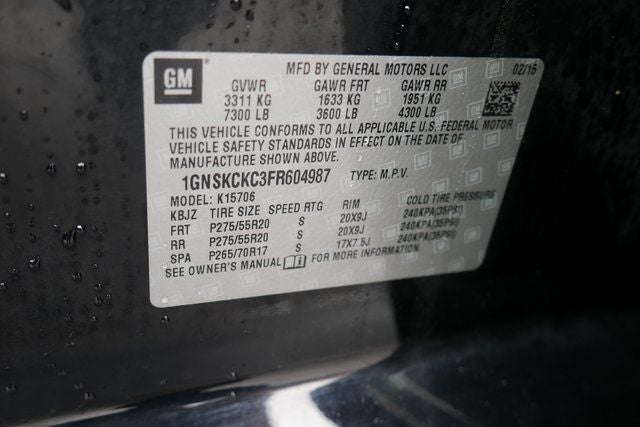 GM
MFD BY GENERAL MOTORS LLC 02/15
GVWR GAWR FRT GAWR RR
3311 KG 1633 KG 1951 KG
7300 LB 3600 LB 4300 LB
THIS VEHICLE CONFORMS TO ALL APPLICABLE U.S. FEDERAL MOTOR
VEHICLE SAFETY STANDARDS IN EFFECT ON THE DATE OF
MANUFACTURE SHOWN ABOVE.
1GNSKCKC3FR604987 TYPE: M.P.V.
MODEL: K15706
KBJZ TIRE SIZE SPEED RTG RIM COLD TIRE PRESSURE
FRT P275/55R20 S 20X9J 240KPA(35PSI)
RR P275/55R20 S 20X9J 240KPA(35PSI)
SPA P265/70R17 S 17X7.5J 240KPA(35PSI)
SEE OWNER'S MANUAL FOR MORE INFORMATION.